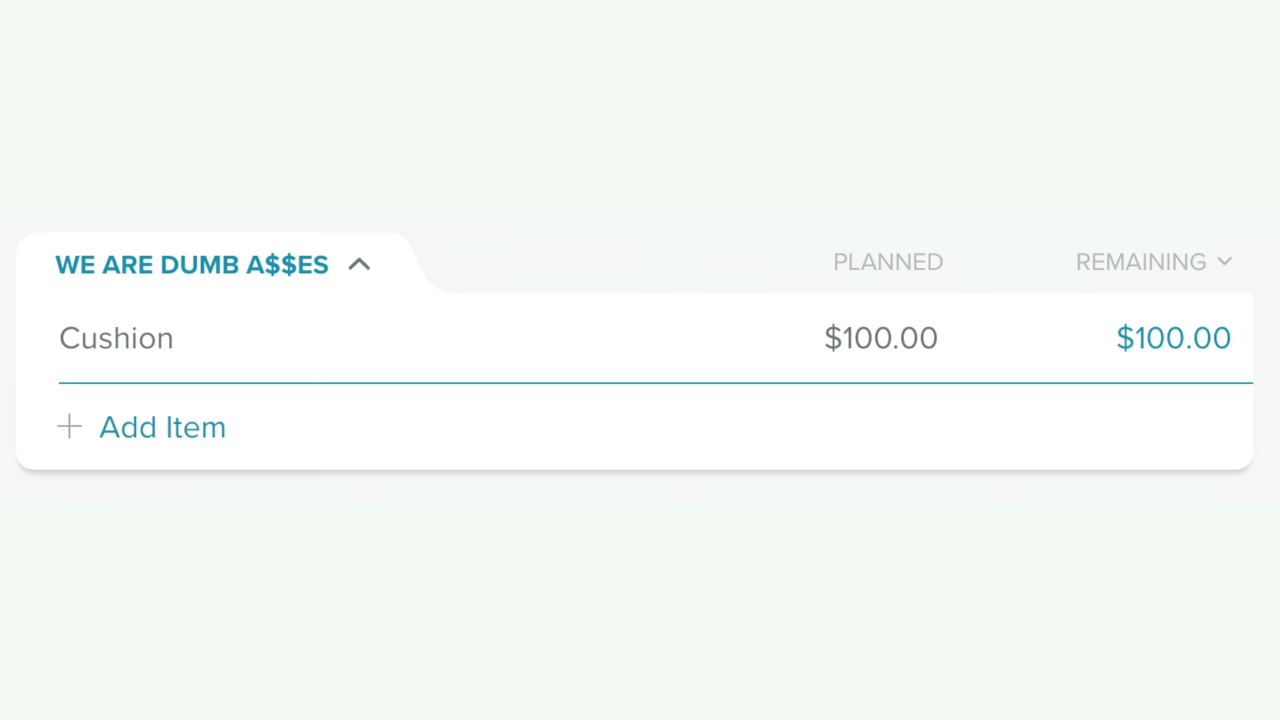 WE ARE DUMB A$$ES PLANNED REMAINING
Cushion $100.00 $100.00
Add Item